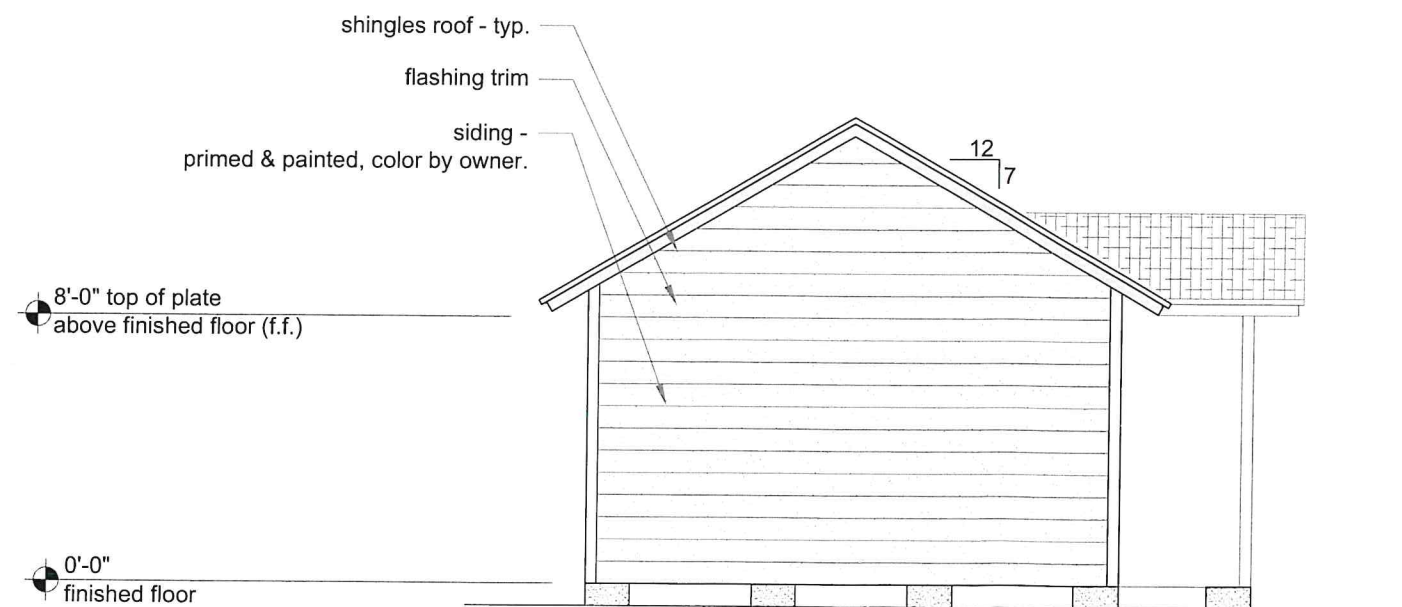 shingles roof - typ.
flashing trim
siding -
primed & painted, color by owner.
12
7
8'-0" top of plate
above finished floor (f.f.)
0'-0"
finished floor